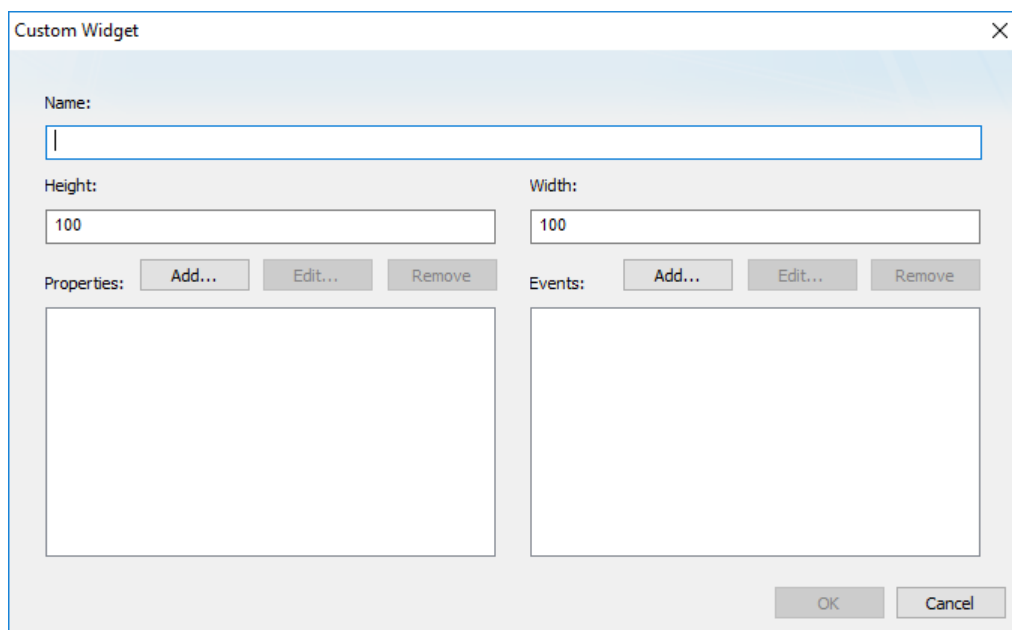 Custom Widget
Name:
Height: Width:
100 100
Properties: Add... Edit... Remove Events: Add... Edit... Remove
OK Cancel